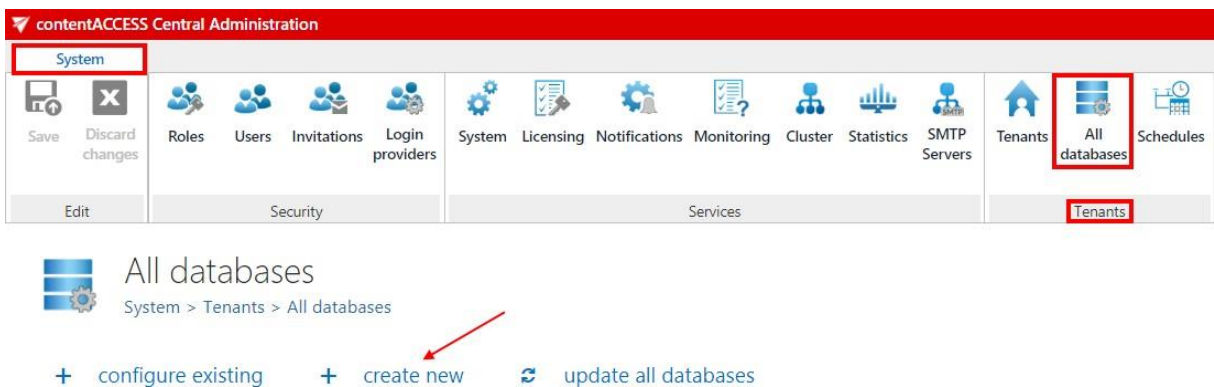 contentACCESS Central Administration
System
Save Discard changes Roles Users Invitations Login providers System Licensing Notifications Monitoring Cluster Statistics SMTP Servers Tenants All databases Schedules
Edit Security Services Tenants
All databases
System > Tenants > All databases
+ configure existing + create new update all databases